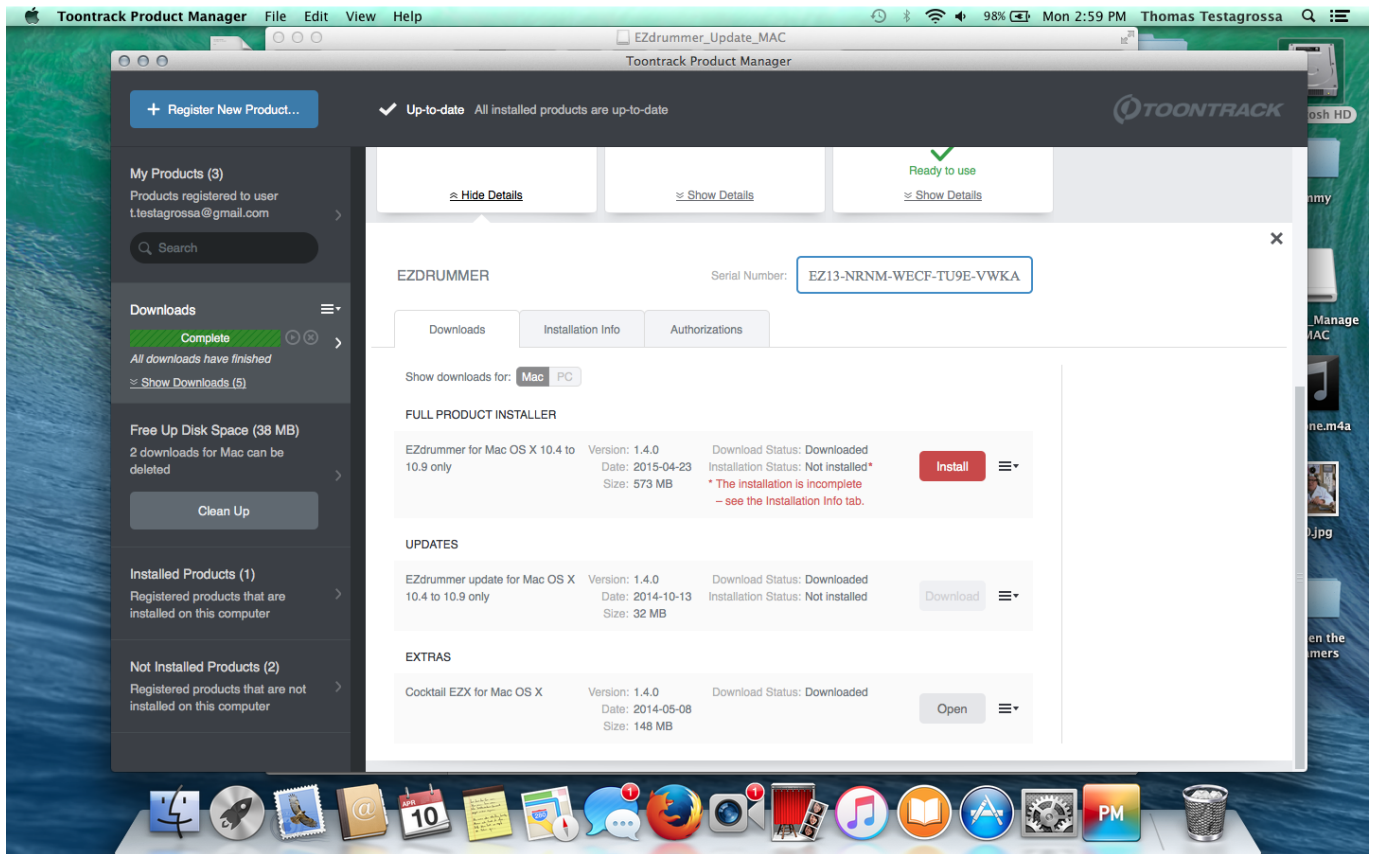 Toontrack Product Manager File Edit View Help 98% Mon 2:59 PM Thomas Testagrossa
EZdrummer_Update_MAC
Toontrack Product Manager
+ Register New Product...
Up-to-date All installed products are up-to-date
TOONTRACK
osh HD
My Products (3)
Products registered to user
t.testagrossa@gmail.com
Search
Downloads
Complete
All downloads have finished
Show Downloads (5)
Free Up Disk Space (38 MB)
2 downloads for Mac can be
deleted
Clean Up
Installed Products (1)
Registered products that are
installed on this computer
Not Installed Products (2)
Registered products that are not
installed on this computer
Hide Details
Show Details
Ready to use
Show Details
EZDRUMMER
Serial Number: EZ13-NRNM-WECF-TU9E-VWKA
Downloads Installation Info Authorizations
Show downloads for: Mac PC
FULL PRODUCT INSTALLER
EZdrummer for Mac OS X 10.4 to Version: 1.4.0 Download Status: Downloaded
10.9 only Date: 2015-04-23 Installation Status: Not installed*
Size: 573 MB * The installation is incomplete
– see the Installation Info tab.
Install
UPDATES
EZdrummer update for Mac OS X Version: 1.4.0 Download Status: Downloaded
10.4 to 10.9 only Date: 2014-10-13 Installation Status: Not installed
Size: 32 MB
Download
EXTRAS
Cocktail EZX for Mac OS X Version: 1.4.0 Download Status: Downloaded
Date: 2014-05-08
Size: 148 MB
Open
mmy
_Manage
MAC
ne.m4a
0.jpg
en the
mers
APR
10
280
1
1
PM